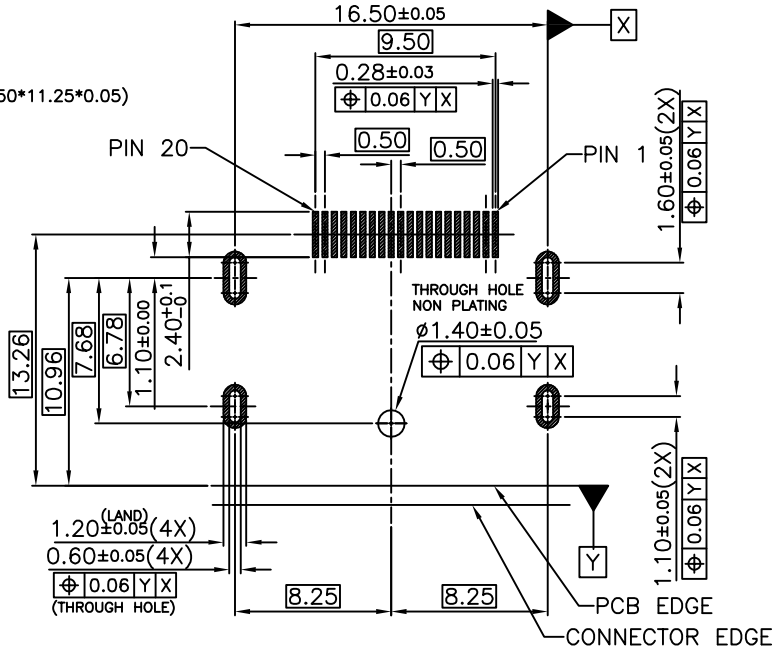 16.50±0.05
X
9.50
0.28±0.03
⌖ 0.06 Y X
50*11.25*0.05)
PIN 20
0.50
0.50
PIN 1
1.60±0.05(2X)
⌖ 0.06 Y X
THROUGH HOLE
NON PLATING
ø1.40±0.05
⌖ 0.06 Y X
13.26
10.96
7.68
6.78
1.10±0.00
2.40+0.1-0
1.10±0.05(2X)
⌖ 0.06 Y X
(LAND)
1.20±0.05(4X)
0.60±0.05(4X)
⌖ 0.06 Y X
(THROUGH HOLE)
8.25
8.25
Y
PCB EDGE
CONNECTOR EDGE